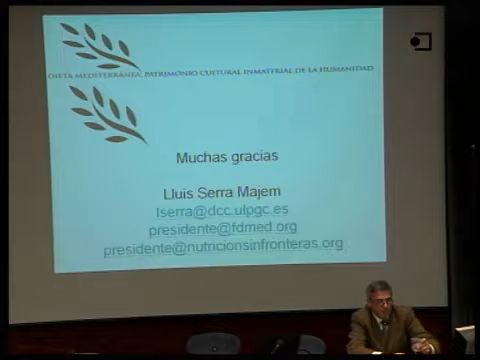 DIETA MEDITERRÁNEA, PATRIMONIO CULTURAL INMATERIAL DE LA HUMANIDAD
Muchas gracias
Lluis Serra Majem
lserra@dcc.ulpgc.es
presidente@fdmed.org
presidente@nutricionsinfronteras.org